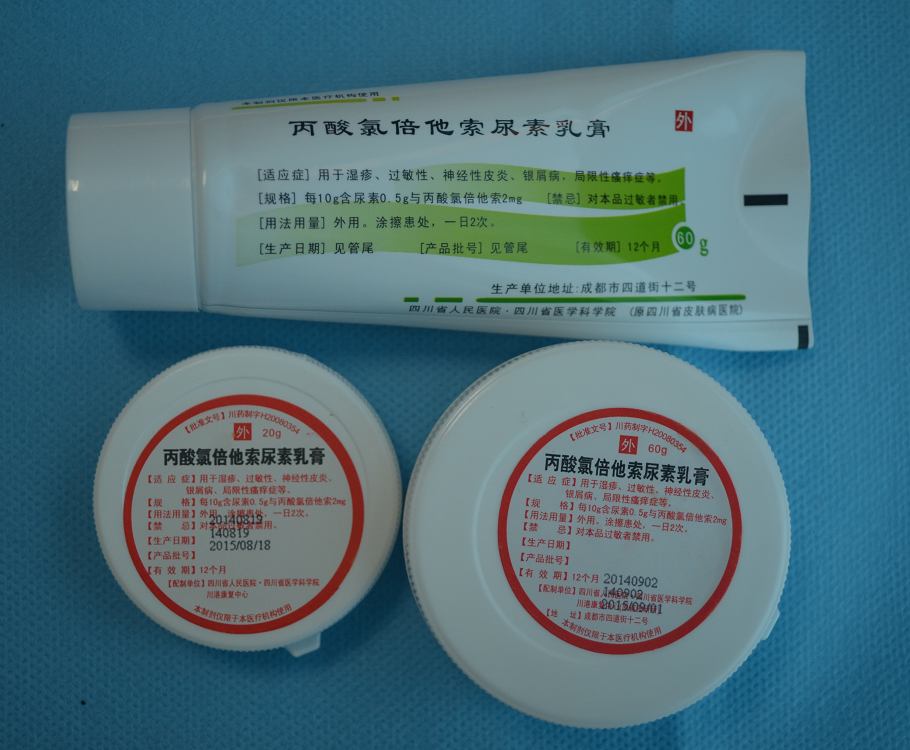 本制剂仅限本医疗机构使用
丙酸氯倍他索尿素乳膏
外
[适应症] 用于湿疹、过敏性、神经性皮炎、银屑病，局限性瘙痒症等。
[规格] 每10g含尿素0.5g与丙酸氯倍他索2mg [禁忌] 对本品过敏者禁用
[用法用量] 外用。涂擦患处，一日2次。
[生产日期] 见管尾 [产品批号] 见管尾 [有效期] 12个月
60g
生产单位地址:成都市四道街十二号
四川省人民医院·四川省医学科学院 (原四川省皮肤病医院)
【批准文号】川药制字H20080354
外 20g
丙酸氯倍他索尿素乳膏
【适 应 症】用于湿疹、过敏性、神经性皮炎、
银屑病、局限性瘙痒症等。
【规 格】每10g含尿素0.5g与丙酸氯倍他索2mg
【用法用量】外用，涂擦患处，一日2次。
【禁 忌】对本品过敏者禁用。
20140819
【生产日期】140819
【产品批号】2015/08/18
【有 效 期】12个月
【配制单位】四川省人民医院·四川省医学科学院
川港康复中心
本制剂仅限于本医疗机构使用
【批准文号】川药制字H20080354
外 60g
丙酸氯倍他索尿素乳膏
【适 应 症】用于湿疹、过敏性、神经性皮炎、
银屑病、局限性瘙痒症等。
【规 格】每10g含尿素0.5g与丙酸氯倍他索2mg
【用法用量】外用，涂擦患处，一日2次。
【禁 忌】对本品过敏者禁用。
【生产日期】
【产品批号】
【有 效 期】12个月 20140902
140902
【配制单位】四川省人民医院·四川省医学科学院
川港康复 2015/09/01
【地 址】成都市四道街十二号
本制剂仅限于本医疗机构使用